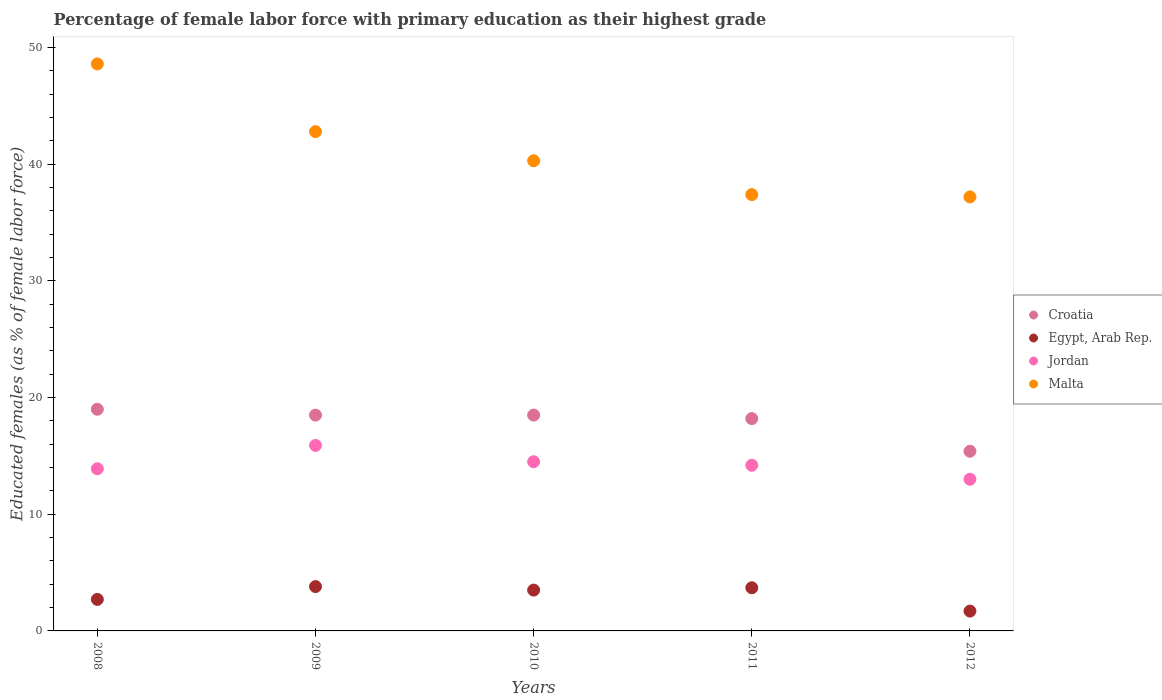 Percentage of female labor force with primary education as their highest grade
Educated females (as % of female labor force)
50
40
30
20
10
0
2008
2009
2010
2011
2012
Years
Croatia
Egypt, Arab Rep.
Jordan
Malta